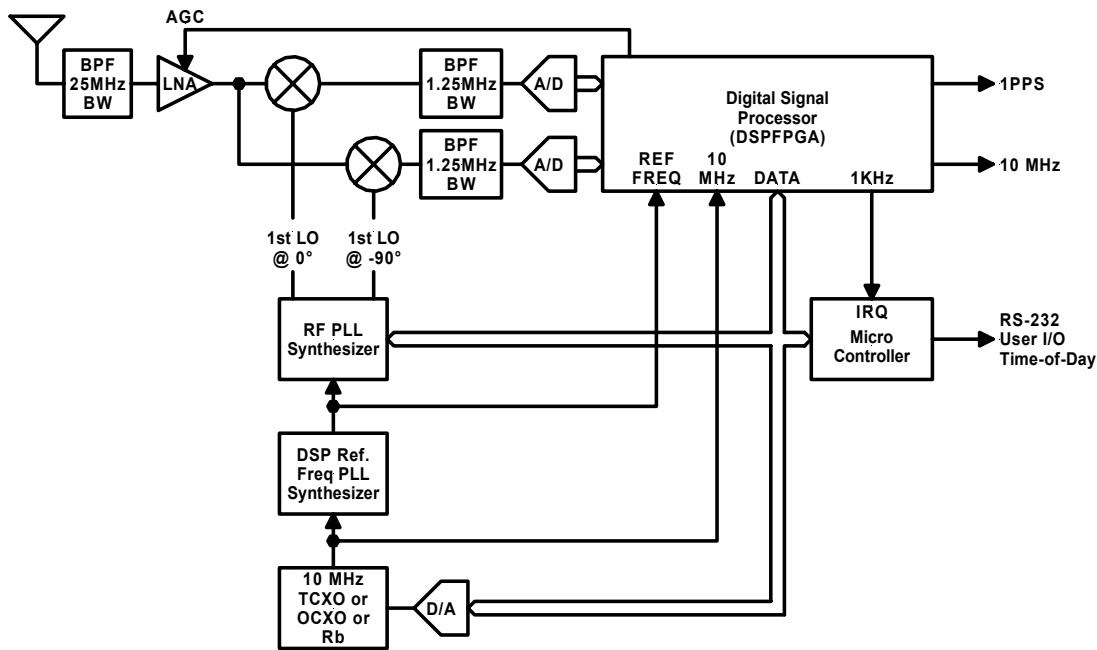 AGC
BPF
25MHz
BW
LNA
BPF
1.25MHz
BW
A/D
Digital Signal
Processor
(DSPFPGA)
1PPS
BPF
1.25MHz
BW
A/D
REF
FREQ
10
MHz
DATA
1KHz
10 MHz
1st LO
@ 0°
1st LO
@ -90°
RF PLL
Synthesizer
IRQ
Micro
Controller
RS-232
User I/O
Time-of-Day
DSP Ref.
Freq PLL
Synthesizer
10 MHz
TCXO or
OCXO or
Rb
D/A